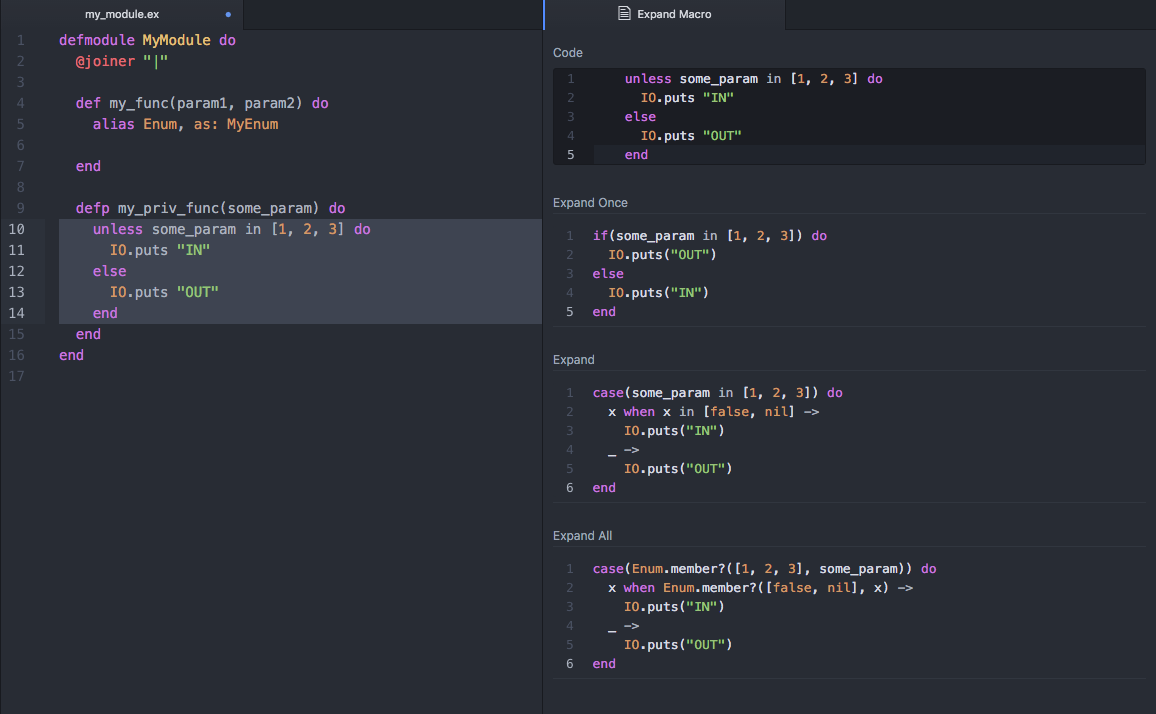 my_module.ex
1 defmodule MyModule do
2   @joiner "|"
3
4   def my_func(param1, param2) do
5     alias Enum, as: MyEnum
6
7   end
8
9   defp my_priv_func(some_param) do
10     unless some_param in [1, 2, 3] do
11       IO.puts "IN"
12     else
13       IO.puts "OUT"
14     end
15   end
16 end
17
Expand Macro
Code
1     unless some_param in [1, 2, 3] do
2       IO.puts "IN"
3     else
4       IO.puts "OUT"
5     end
Expand Once
1 if(some_param in [1, 2, 3]) do
2   IO.puts("OUT")
3 else
4   IO.puts("IN")
5 end
Expand
1 case(some_param in [1, 2, 3]) do
2   x when x in [false, nil] ->
3     IO.puts("IN")
4   _ ->
5     IO.puts("OUT")
6 end
Expand All
1 case(Enum.member?([1, 2, 3], some_param)) do
2   x when Enum.member?([false, nil], x) ->
3     IO.puts("IN")
4   _ ->
5     IO.puts("OUT")
6 end